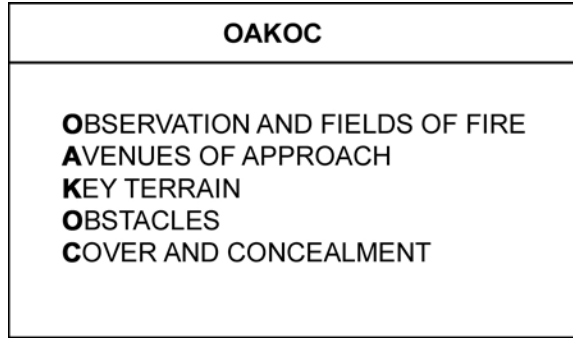 OAKOC
OBSERVATION AND FIELDS OF FIRE
AVENUES OF APPROACH
KEY TERRAIN
OBSTACLES
COVER AND CONCEALMENT